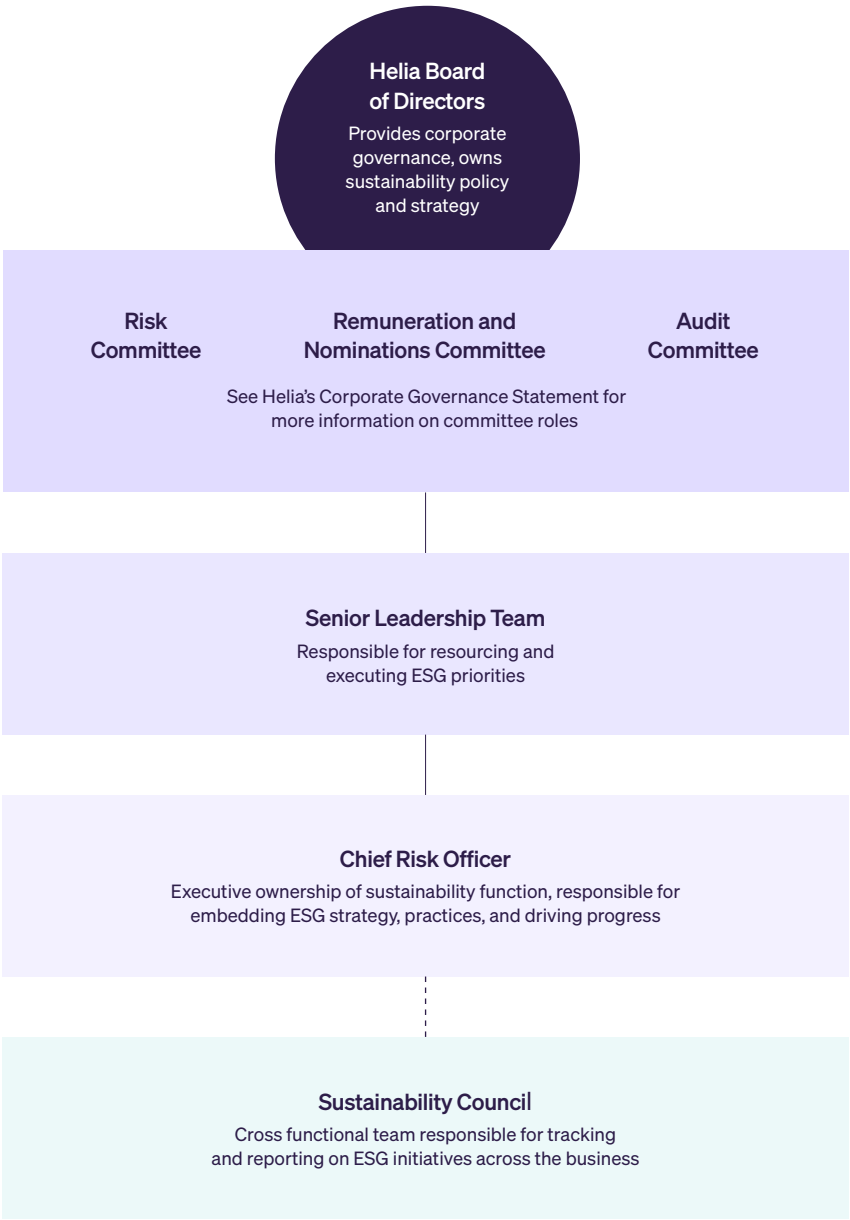 Helia Board
of Directors
Provides corporate
governance, owns
sustainability policy
and strategy
Risk
Committee
Remuneration and
Nominations Committee
Audit
Committee
See Helia’s Corporate Governance Statement for
more information on committee roles
Senior Leadership Team
Responsible for resourcing and
executing ESG priorities
Chief Risk Officer
Executive ownership of sustainability function, responsible for
embedding ESG strategy, practices, and driving progress
Sustainability Council
Cross functional team responsible for tracking
and reporting on ESG initiatives across the business